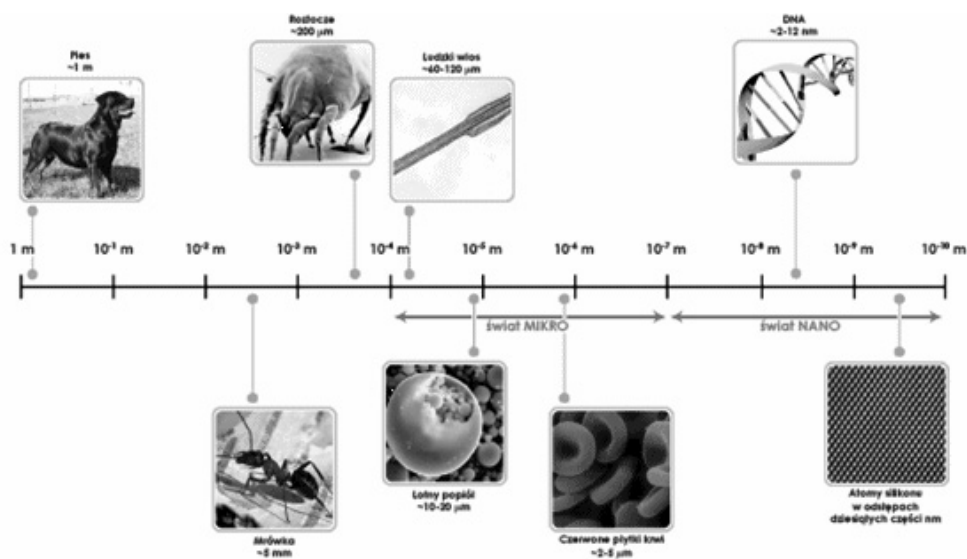 Pies
~1 m
Roztocze
~200 µm
Ludzki włos
~60-120 µm
DNA
~2-12 nm
1 m
10⁻¹ m
10⁻² m
10⁻³ m
10⁻⁴ m
10⁻⁵ m
10⁻⁶ m
10⁻⁷ m
10⁻⁸ m
10⁻⁹ m
10⁻¹⁰ m
świat MIKRO
świat NANO
Mrówka
~5 mm
Lotny popiół
~10-20 µm
Czerwone płytki krwi
~2-5 µm
Atomy silikone
w odstępach
dziesiątych części nm